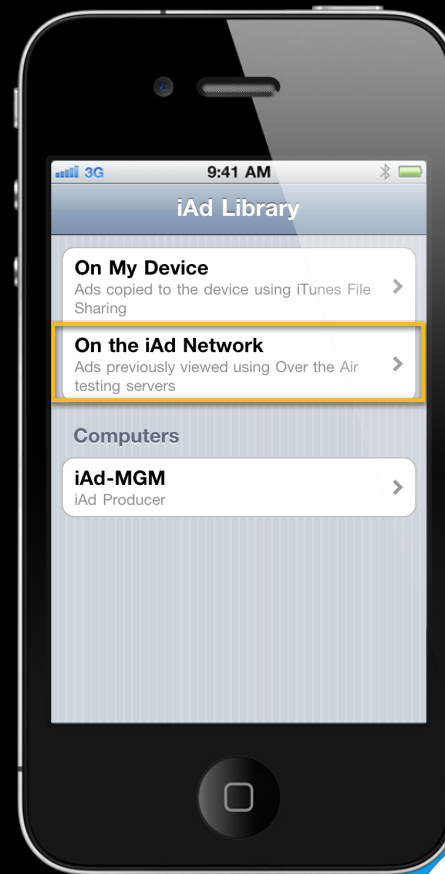 3G 9:41 AM
iAd Library
On My Device
Ads copied to the device using iTunes File
Sharing
On the iAd Network
Ads previously viewed using Over the Air
testing servers
Computers
iAd-MGM
iAd Producer